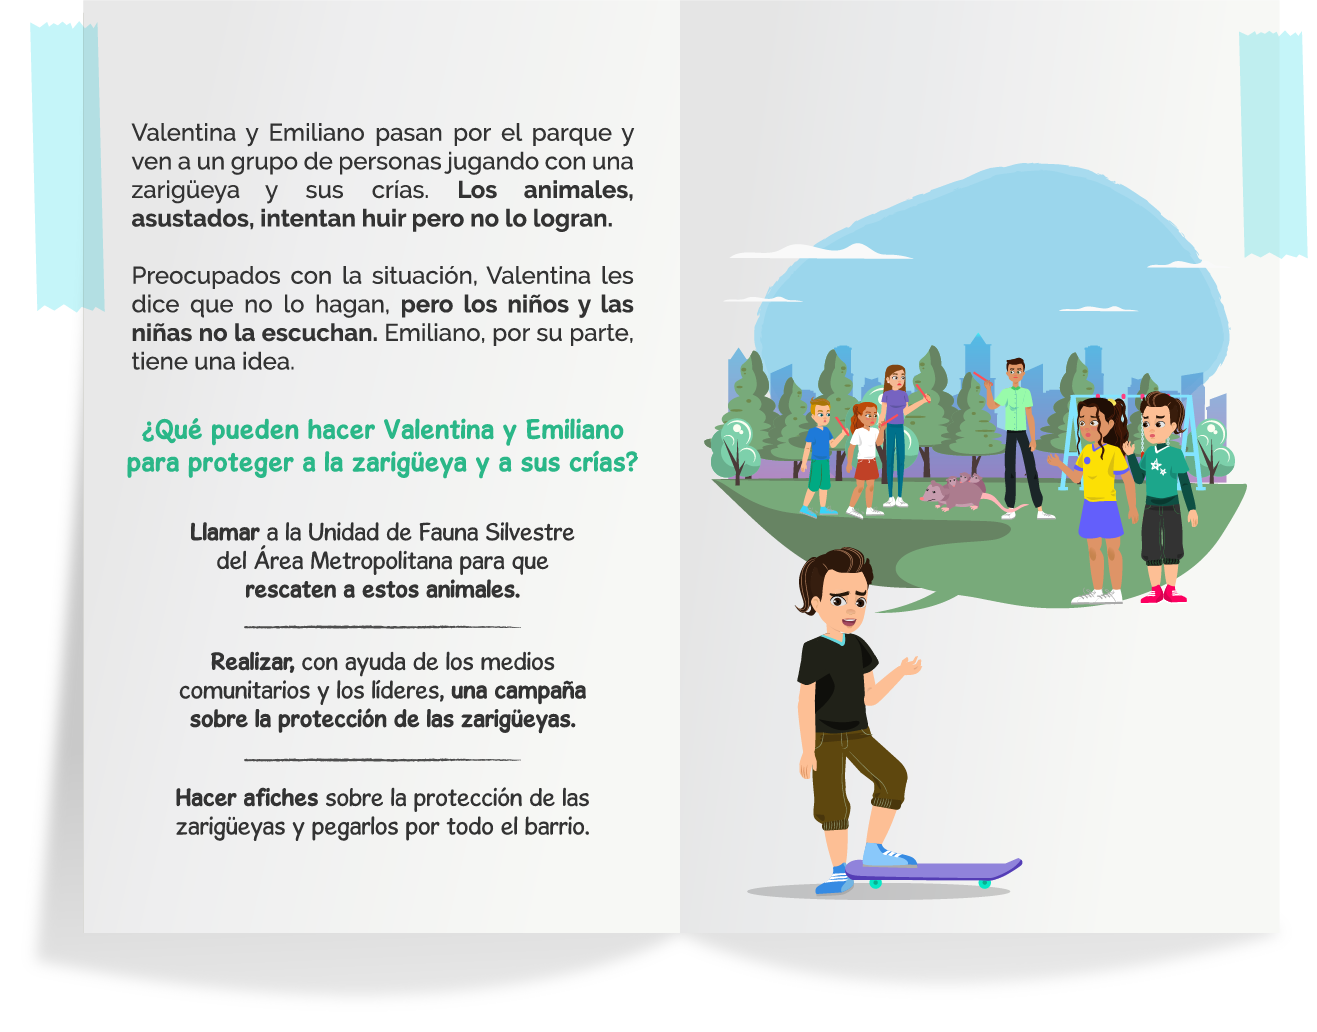 Valentina y Emiliano pasan por el parque y
ven a un grupo de personas jugando con una
zarigüeya y sus crías. Los animales,
asustados, intentan huir pero no lo logran.
Preocupados con la situación, Valentina les
dice que no lo hagan, pero los niños y las
niñas no la escuchan. Emiliano, por su parte,
tiene una idea.
¿Qué pueden hacer Valentina y Emiliano
para proteger a la zarigüeya y a sus crías?
Llamar a la Unidad de Fauna Silvestre
del Área Metropolitana para que
rescaten a estos animales.
Realizar, con ayuda de los medios
comunitarios y los líderes, una campaña
sobre la protección de las zarigüeyas.
Hacer afiches sobre la protección de las
zarigüeyas y pegarlos por todo el barrio.